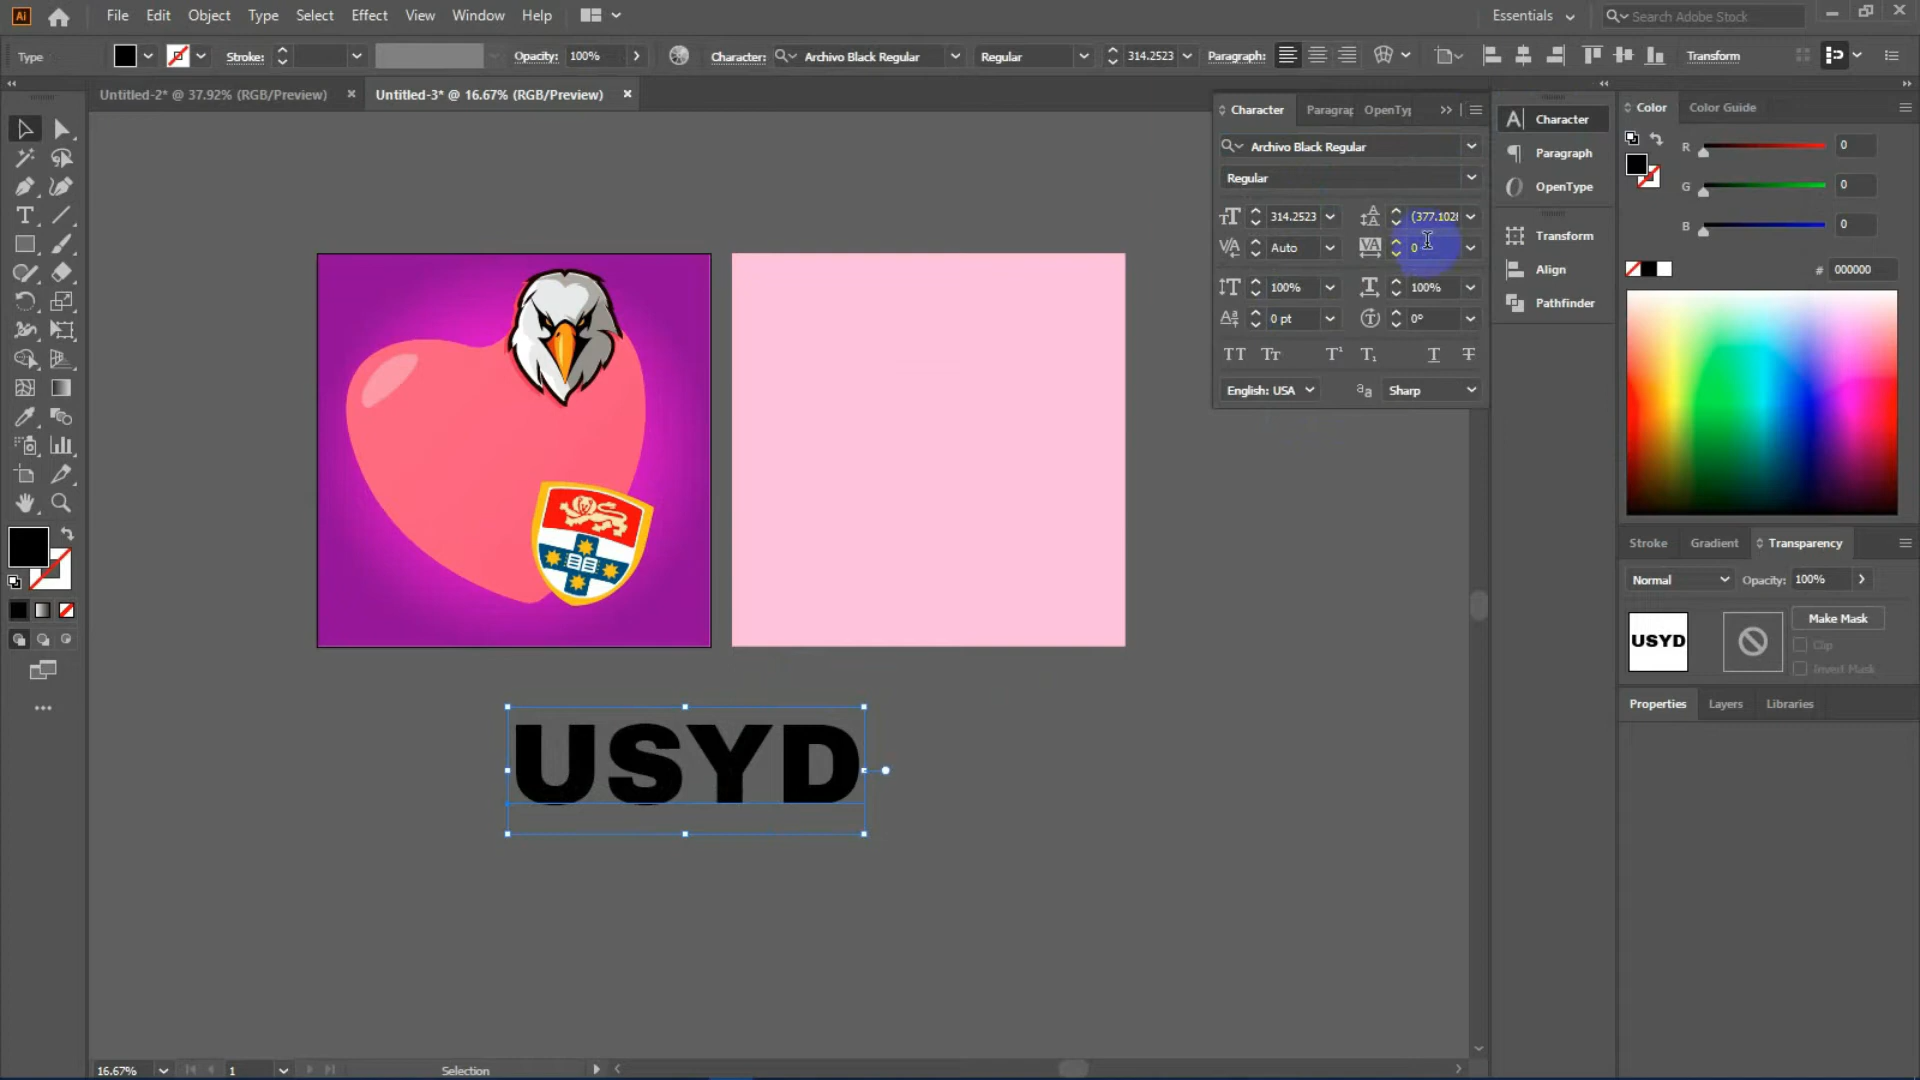 Ai File Edit Object Type Select Effect View Window Help Essentials Search Adobe Stock
Type Stroke: Opacity: 100% Character: Archivo Black Regular Regular 314.2523 Paragraph: Transform
Untitled-2* @ 37.92% (RGB/Preview) Untitled-3* @ 16.67% (RGB/Preview)
Character Paragraph OpenTyp
Archivo Black Regular
Regular
314.2523 (377.1028
Auto 0
100% 100%
0 pt 0°
English: USA Sharp
Character
Paragraph
OpenType
Transform
Align
Pathfinder
Color Color Guide
R 0
G 0
B 0
# 000000
Stroke Gradient Transparency
Normal Opacity: 100%
USYD
Make Mask
Clip
Invert Mask
Properties Layers Libraries
USYD
16.67% 1 Selection